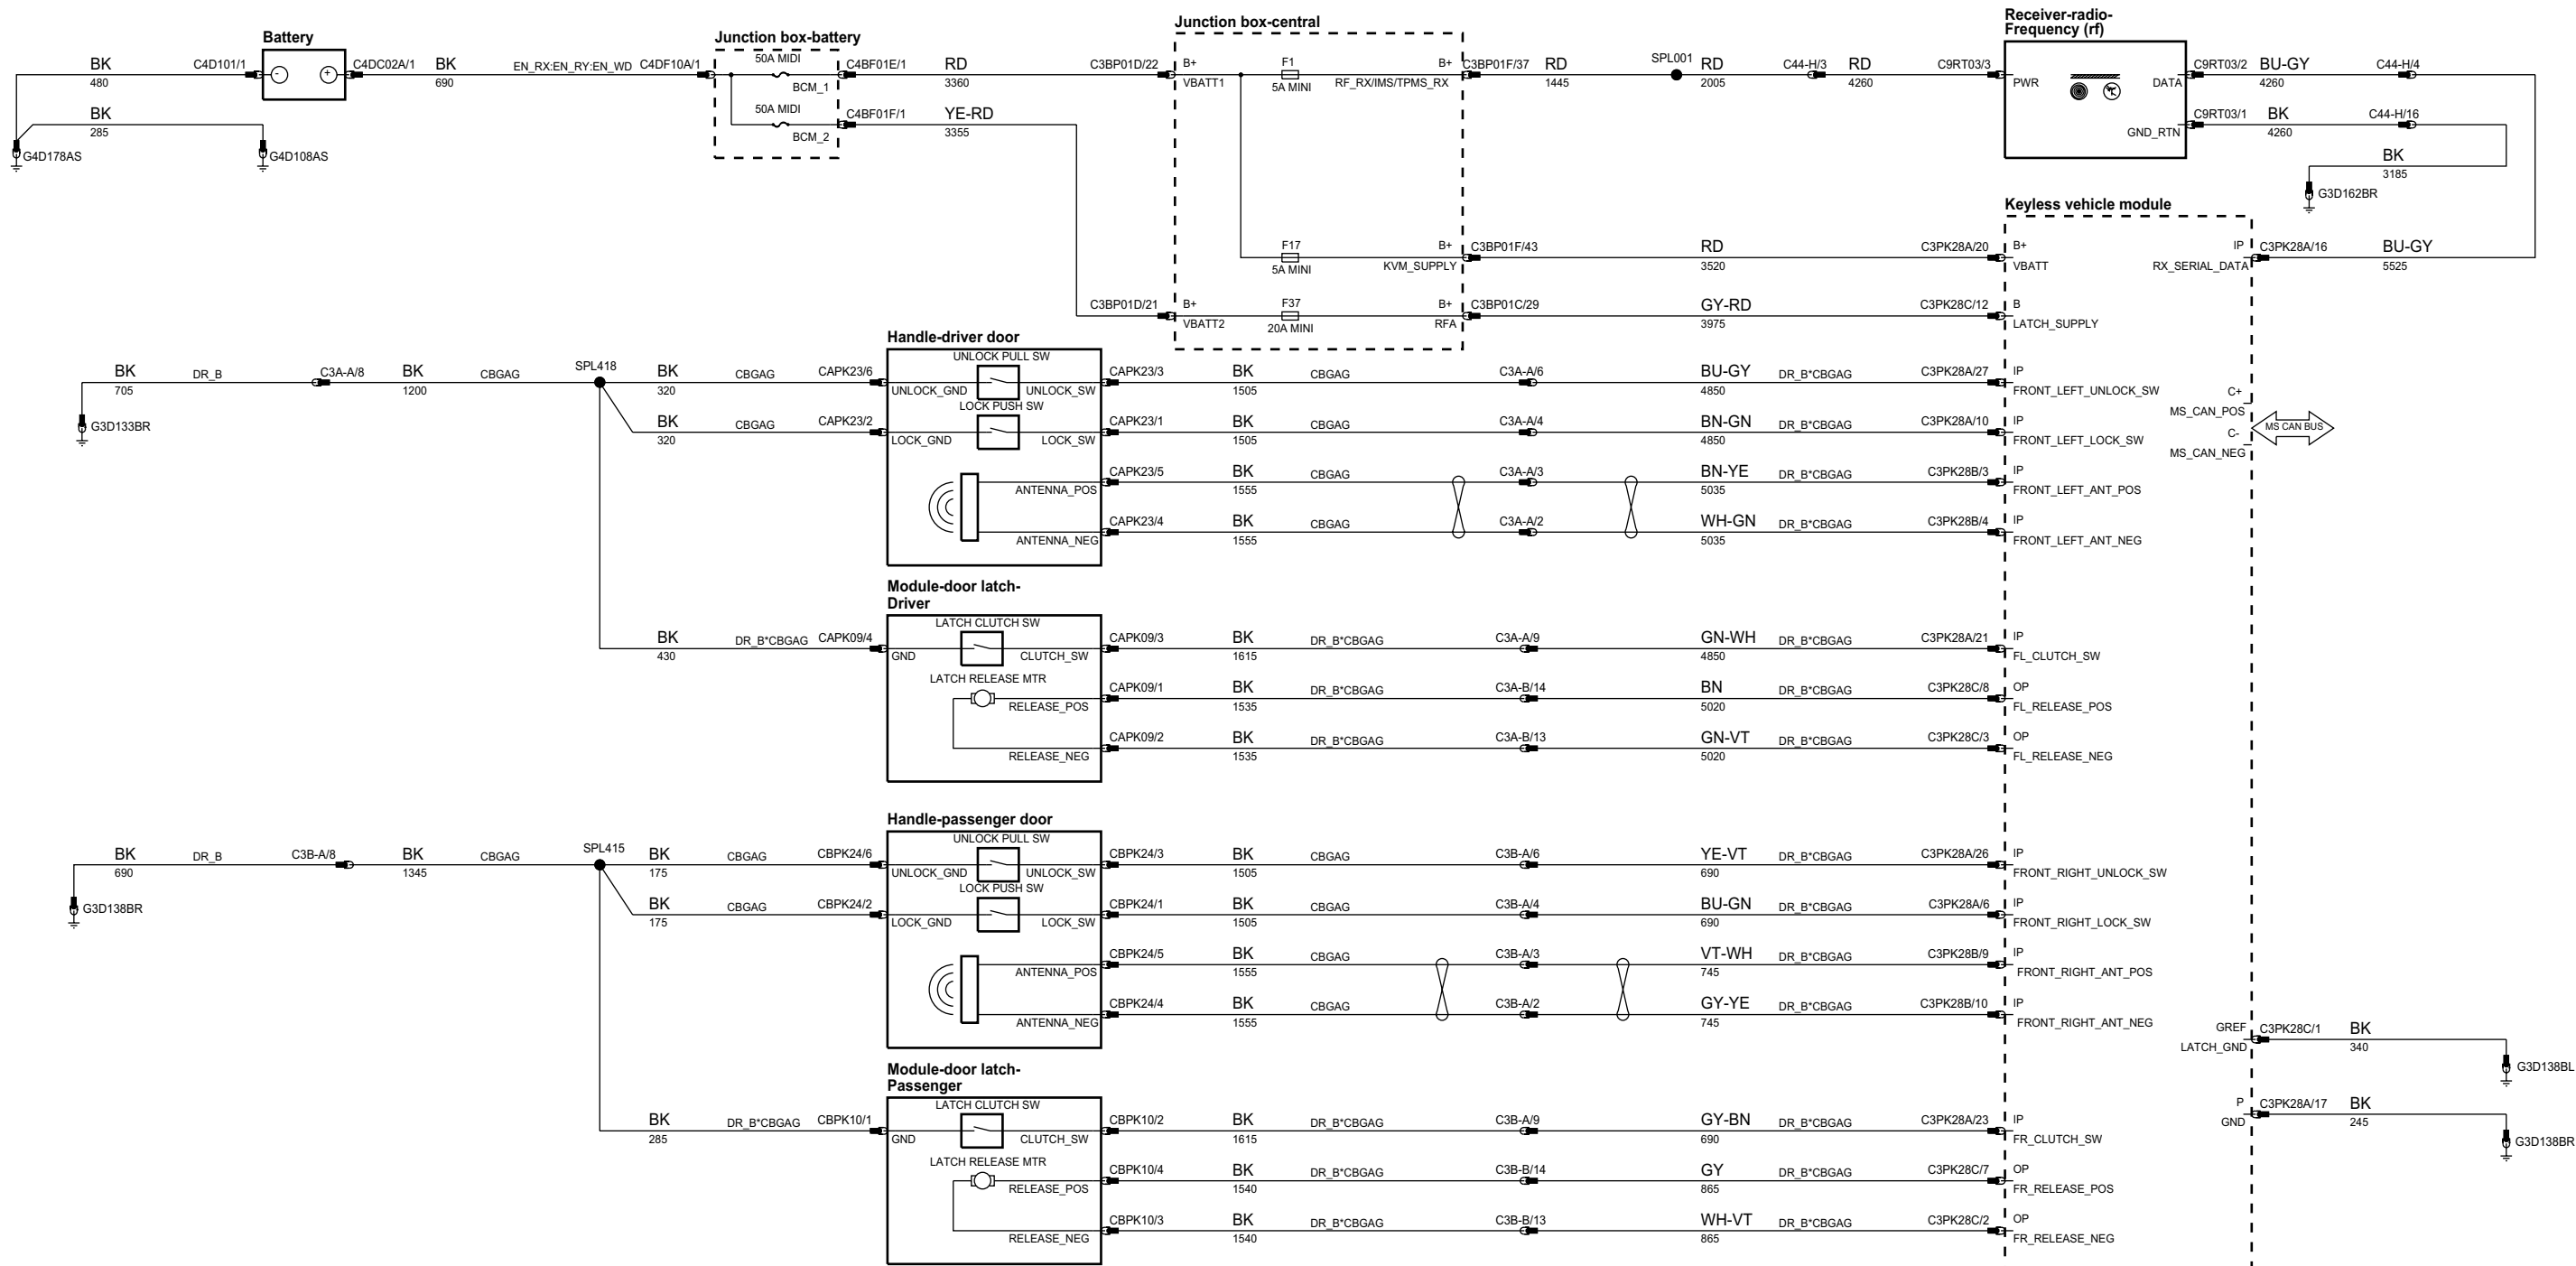 Battery
BK
480
C4D101/1
-
+
C4DC02A/1
BK
690
EN_RX:EN_RY:EN_WD
C4DF10A/1
BK
285
G4D178AS
G4D108AS
Junction box-battery
50A MIDI
BCM_1
C4BF01E/1
RD
3360
50A MIDI
BCM_2
C4BF01F/1
YE-RD
3355
Junction box-central
C3BP01D/22
B+
VBATT1
F1
5A MINI
B+
RF_RX/IMS/TPMS_RX
C3BP01F/37
RD
1445
SPL001
RD
2005
C44-H/3
RD
4260
C9RT03/3
F17
5A MINI
B+
KVM_SUPPLY
C3BP01F/43
RD
3520
C3PK28A/20
C3BP01D/21
B+
VBATT2
F37
20A MINI
B+
RFA
C3BP01C/29
GY-RD
3975
C3PK28C/12
Receiver-radio-
Frequency (rf)
PWR
DATA
GND_RTN
C9RT03/2
BU-GY
4260
C44-H/4
C9RT03/1
BK
4260
C44-H/16
BK
3185
G3D162BR
Keyless vehicle module
B+
VBATT
IP
RX_SERIAL_DATA
C3PK28A/16
BU-GY
5525
B
LATCH_SUPPLY
Handle-driver door
BK
705
DR_B
C3A-A/8
BK
1200
CBGAG
SPL418
BK
320
CBGAG
CAPK23/6
UNLOCK PULL SW
UNLOCK_GND
UNLOCK_SW
CAPK23/3
BK
1505
CBGAG
C3A-A/6
BU-GY
4850
DR_B*CBGAG
C3PK28A/27
IP
FRONT_LEFT_UNLOCK_SW
G3D133BR
BK
320
CBGAG
CAPK23/2
LOCK PUSH SW
LOCK_GND
LOCK_SW
CAPK23/1
BK
1505
CBGAG
C3A-A/4
BN-GN
4850
DR_B*CBGAG
C3PK28A/10
IP
FRONT_LEFT_LOCK_SW
C+
MS_CAN_POS
C-
MS_CAN_NEG
MS CAN BUS
ANTENNA_POS
CAPK23/5
BK
1555
CBGAG
C3A-A/3
BN-YE
5035
DR_B*CBGAG
C3PK28B/3
IP
FRONT_LEFT_ANT_POS
ANTENNA_NEG
CAPK23/4
BK
1555
CBGAG
C3A-A/2
WH-GN
5035
DR_B*CBGAG
C3PK28B/4
IP
FRONT_LEFT_ANT_NEG
Module-door latch-
Driver
BK
430
DR_B*CBGAG
CAPK09/4
LATCH CLUTCH SW
GND
CLUTCH_SW
CAPK09/3
BK
1615
DR_B*CBGAG
C3A-A/9
GN-WH
4850
DR_B*CBGAG
C3PK28A/21
IP
FL_CLUTCH_SW
LATCH RELEASE MTR
RELEASE_POS
CAPK09/1
BK
1535
DR_B*CBGAG
C3A-B/14
BN
5020
DR_B*CBGAG
C3PK28C/8
OP
FL_RELEASE_POS
RELEASE_NEG
CAPK09/2
BK
1535
DR_B*CBGAG
C3A-B/13
GN-VT
5020
DR_B*CBGAG
C3PK28C/3
OP
FL_RELEASE_NEG
Handle-passenger door
BK
690
DR_B
C3B-A/8
BK
1345
CBGAG
SPL415
BK
175
CBGAG
CBPK24/6
UNLOCK PULL SW
UNLOCK_GND
UNLOCK_SW
CBPK24/3
BK
1505
CBGAG
C3B-A/6
YE-VT
690
DR_B*CBGAG
C3PK28A/26
IP
FRONT_RIGHT_UNLOCK_SW
G3D138BR
BK
175
CBGAG
CBPK24/2
LOCK PUSH SW
LOCK_GND
LOCK_SW
CBPK24/1
BK
1505
CBGAG
C3B-A/4
BU-GN
690
DR_B*CBGAG
C3PK28A/6
IP
FRONT_RIGHT_LOCK_SW
ANTENNA_POS
CBPK24/5
BK
1555
CBGAG
C3B-A/3
VT-WH
745
DR_B*CBGAG
C3PK28B/9
IP
FRONT_RIGHT_ANT_POS
ANTENNA_NEG
CBPK24/4
BK
1555
CBGAG
C3B-A/2
GY-YE
745
DR_B*CBGAG
C3PK28B/10
IP
FRONT_RIGHT_ANT_NEG
GREF
LATCH_GND
C3PK28C/1
BK
340
G3D138BL
Module-door latch-
Passenger
BK
285
DR_B*CBGAG
CBPK10/1
LATCH CLUTCH SW
GND
CLUTCH_SW
CBPK10/2
BK
1615
DR_B*CBGAG
C3B-A/9
GY-BN
690
DR_B*CBGAG
C3PK28A/23
IP
FR_CLUTCH_SW
P
GND
C3PK28A/17
BK
245
G3D138BR
LATCH RELEASE MTR
RELEASE_POS
CBPK10/4
BK
1540
DR_B*CBGAG
C3B-B/14
GY
865
DR_B*CBGAG
C3PK28C/7
OP
FR_RELEASE_POS
RELEASE_NEG
CBPK10/3
BK
1540
DR_B*CBGAG
C3B-B/13
WH-VT
865
DR_B*CBGAG
C3PK28C/2
OP
FR_RELEASE_NEG